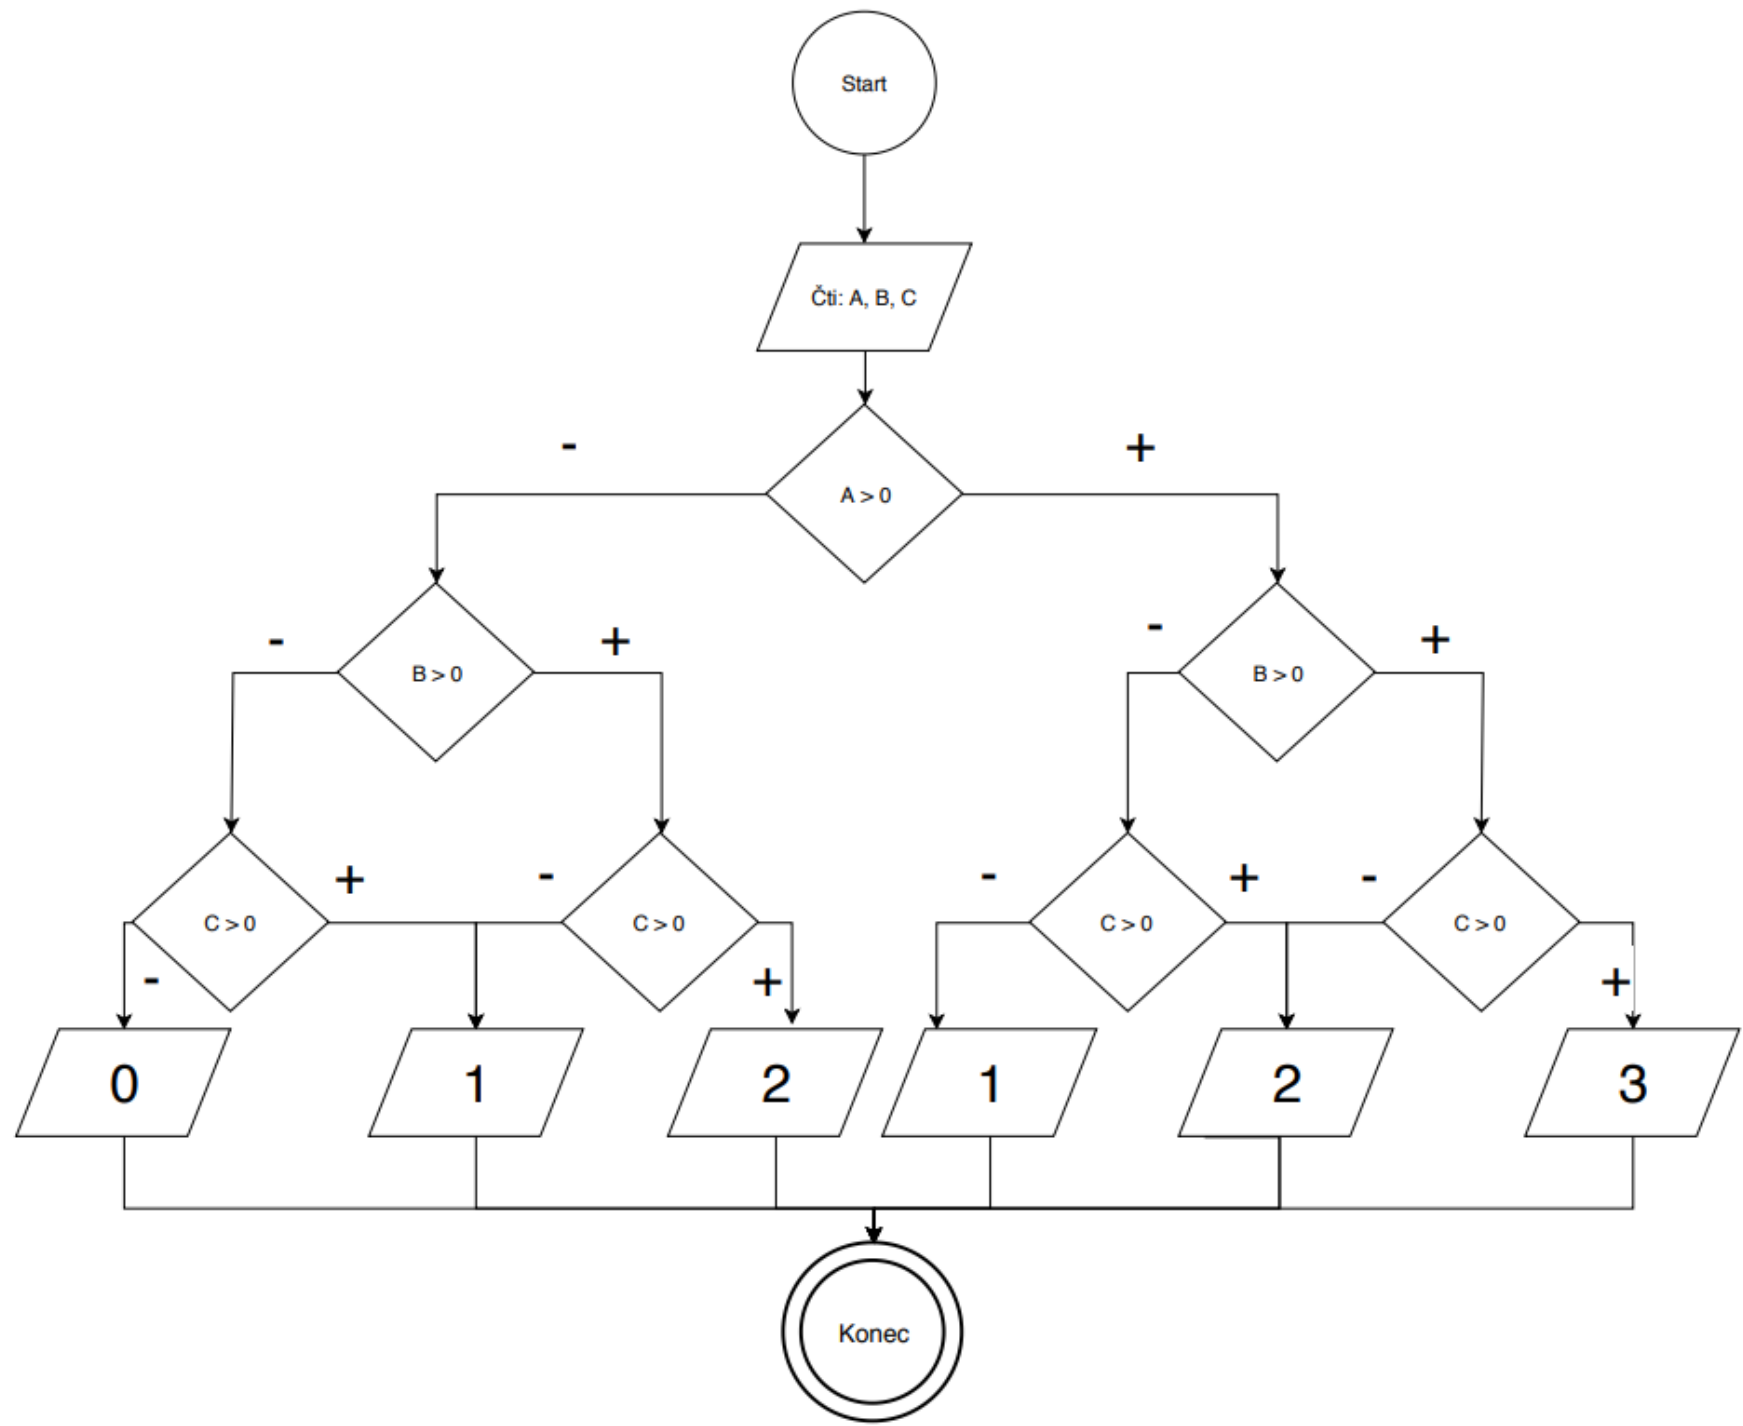 Start
Čti: A, B, C
- +
A > 0
- + - +
B > 0 B > 0
+ - - + -
C > 0 C > 0 C > 0 C > 0
- + +
0 1 2 1 2 3
Konec